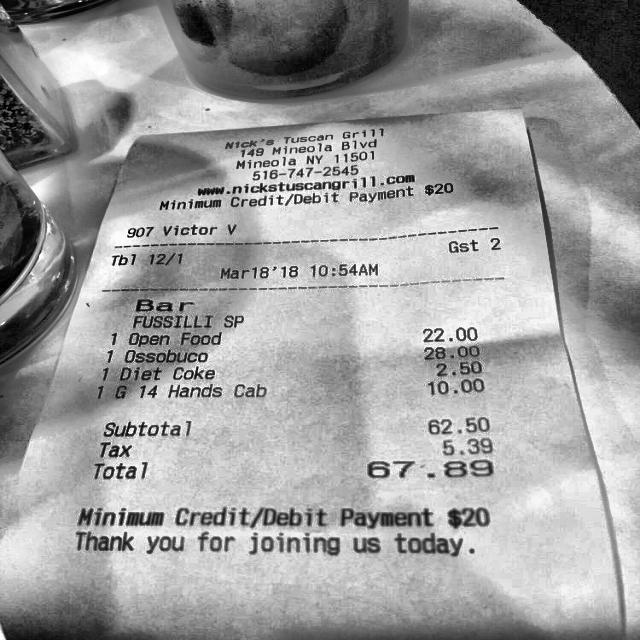 Nick's Tuscan Grill
149 Mineola Blvd
Mineola NY 11501
516-747-2545
www.nickstuscangrill.com
Minimum Credit/Debit Payment $20
907 Victor V
Tbl 12/1 Gst 2
Mar18'18 10:54AM
Bar
FUSSILLI SP
1 Open Food 22.00
1 Ossobuco 28.00
1 Diet Coke 2.50
1 G 14 Hands Cab 10.00
Subtotal 62.50
Tax 5.39
Total 67.89
Minimum Credit/Debit Payment $20
Thank you for joining us today.